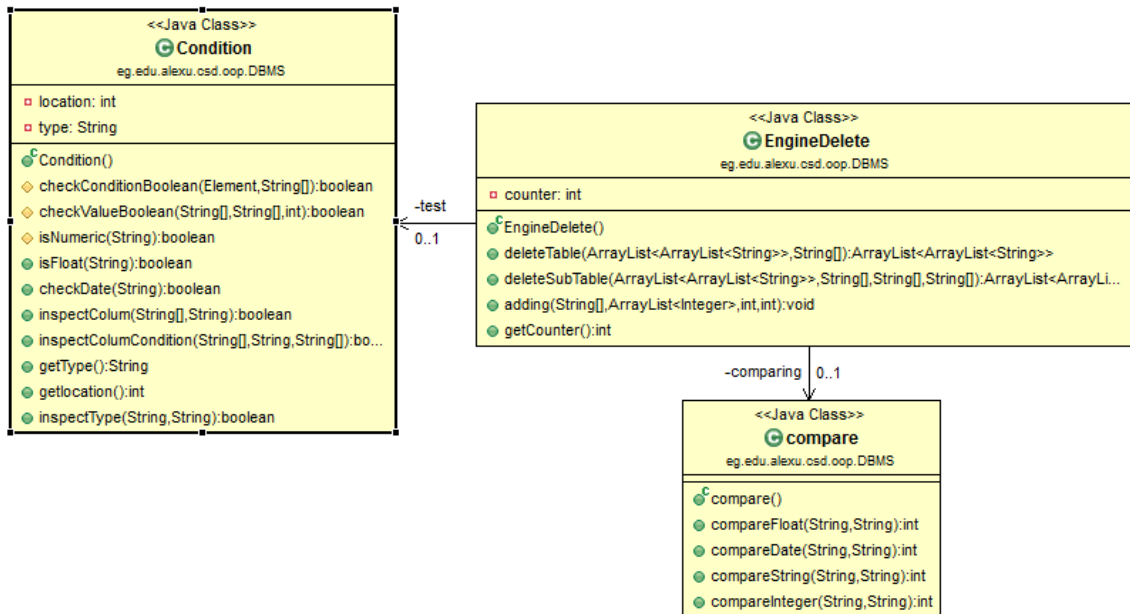 <<Java Class>>
Condition
eg.edu.alexu.csd.oop.DBMS
location: int
type: String
Condition()
checkConditionBoolean(Element,String[]):boolean
checkValueBoolean(String[],String[],int):boolean
isNumeric(String):boolean
isFloat(String):boolean
checkDate(String):boolean
inspectColum(String[],String):boolean
inspectColumCondition(String[],String,String[]):bo...
getType():String
getlocation():int
inspectType(String,String):boolean
-test
0..1
<<Java Class>>
EngineDelete
eg.edu.alexu.csd.oop.DBMS
counter: int
EngineDelete()
deleteTable(ArrayList<ArrayList<String>>,String[]):ArrayList<ArrayList<String>>
deleteSubTable(ArrayList<ArrayList<String>>,String[],String[],String[]):ArrayList<ArrayLi...
adding(String[],ArrayList<Integer>,int,int):void
getCounter():int
-comparing 0..1
<<Java Class>>
compare
eg.edu.alexu.csd.oop.DBMS
compare()
compareFloat(String,String):int
compareDate(String,String):int
compareString(String,String):int
compareInteger(String,String):int